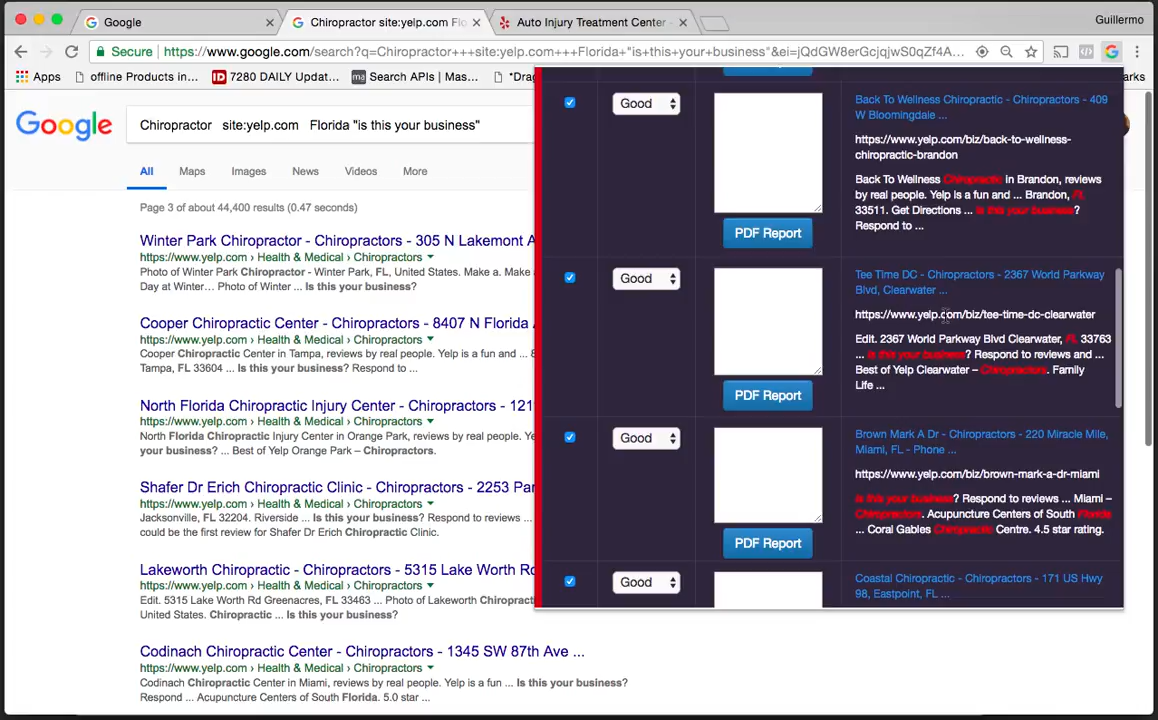 Google
Chiropractor site:yelp.com Flo
Auto Injury Treatment Center -
Guillermo
Secure
https://www.google.com/search?q=Chiropractor+++site:yelp.com+++Florida+"is+this+your+business"&ei=jQdGW8erGcjqjwS0qZf4A...
Apps
offline Products in...
7280 DAILY Updat...
Search APIs | Mas...
"Drag
rks
Google
Chiropractor site:yelp.com Florida "is this your business"
All
Maps
Images
News
Videos
More
Page 3 of about 44,400 results (0.47 seconds)
Winter Park Chiropractor - Chiropractors - 305 N Lakemont A
https://www.yelp.com › Health & Medical › Chiropractors
Photo of Winter Park Chiropractor - Winter Park, FL, United States. Make a. Make
Day at Winter… Photo of Winter ... Is this your business?
Cooper Chiropractic Center - Chiropractors - 8407 N Florida
https://www.yelp.com › Health & Medical › Chiropractors
Cooper Chiropractic Center in Tampa, reviews by real people. Yelp is a fun and ... 8
Tampa, FL 33604 ... Is this your business? Respond to ...
North Florida Chiropractic Injury Center - Chiropractors - 121
https://www.yelp.com › Health & Medical › Chiropractors
North Florida Chiropractic Injury Center in Orange Park, reviews by real people. Ye
your business? ... Best of Yelp Orange Park – Chiropractors.
Shafer Dr Erich Chiropractic Clinic - Chiropractors - 2253 Par
https://www.yelp.com › Health & Medical › Chiropractors
Jacksonville, FL 32204. Riverside ... Is this your business? Respond to reviews ...
could be the first review for Shafer Dr Erich Chiropractic Clinic.
Lakeworth Chiropractic - Chiropractors - 5315 Lake Worth Ro
https://www.yelp.com › Health & Medical › Chiropractors
Edit. 5315 Lake Worth Rd Greenacres, FL 33463 ... Photo of Lakeworth Chiropract
United States. Chiropractic ... Is this your business?
Codinach Chiropractic Center - Chiropractors - 1345 SW 87th Ave ...
https://www.yelp.com › Health & Medical › Chiropractors
Codinach Chiropractic Center in Miami, reviews by real people. Yelp is a fun ... Is this your business?
Respond ... Acupuncture Centers of South Florida. 5.0 star ...
Good
PDF Report
Back To Wellness Chiropractic - Chiropractors - 409
W Bloomingdale ...
https://www.yelp.com/biz/back-to-wellness-
chiropractic-brandon
Back To Wellness Chiropractic in Brandon, reviews
by real people. Yelp is a fun and ... Brandon, FL
33511. Get Directions ... Is this your business?
Respond to ...
Good
PDF Report
Tee Time DC - Chiropractors - 2367 World Parkway
Blvd, Clearwater ...
https://www.yelp.com/biz/tee-time-dc-clearwater
Edit. 2367 World Parkway Blvd Clearwater, FL 33763
... Is this your business? Respond to reviews and ...
Best of Yelp Clearwater – Chiropractors. Family
Life ...
Good
PDF Report
Brown Mark A Dr - Chiropractors - 220 Miracle Mile,
Miami, FL - Phone ...
https://www.yelp.com/biz/brown-mark-a-dr-miami
Is this your business? Respond to reviews ... Miami –
Chiropractors. Acupuncture Centers of South Florida
... Coral Gables Chiropractic Centre. 4.5 star rating.
Good
Coastal Chiropractic - Chiropractors - 171 US Hwy
98, Eastpoint, FL ...